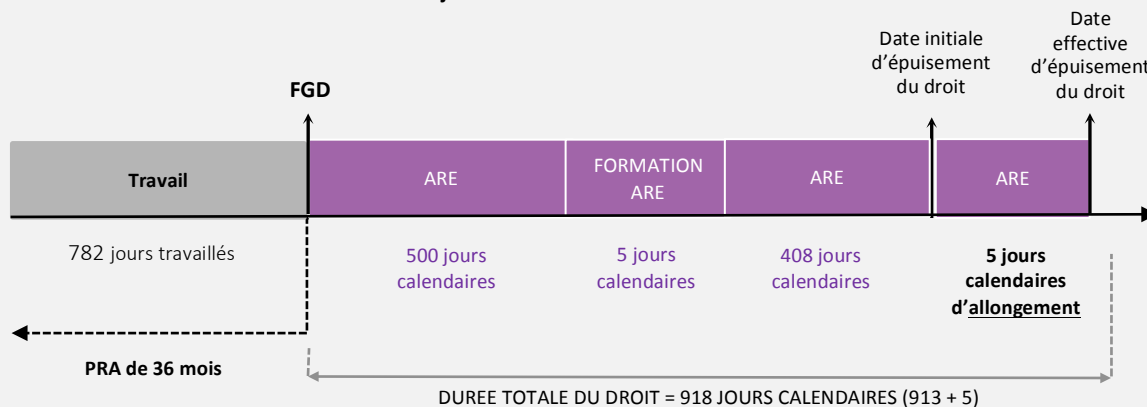 Date initiale
d'épuisement
du droit
Date
effective
d'épuisement
du droit
FGD
Travail
ARE
FORMATION
ARE
ARE
ARE
782 jours travaillés
500 jours
calendaires
5 jours
calendaires
408 jours
calendaires
5 jours
calendaires
d'allongement
PRA de 36 mois
DUREE TOTALE DU DROIT = 918 JOURS CALENDAIRES (913 + 5)